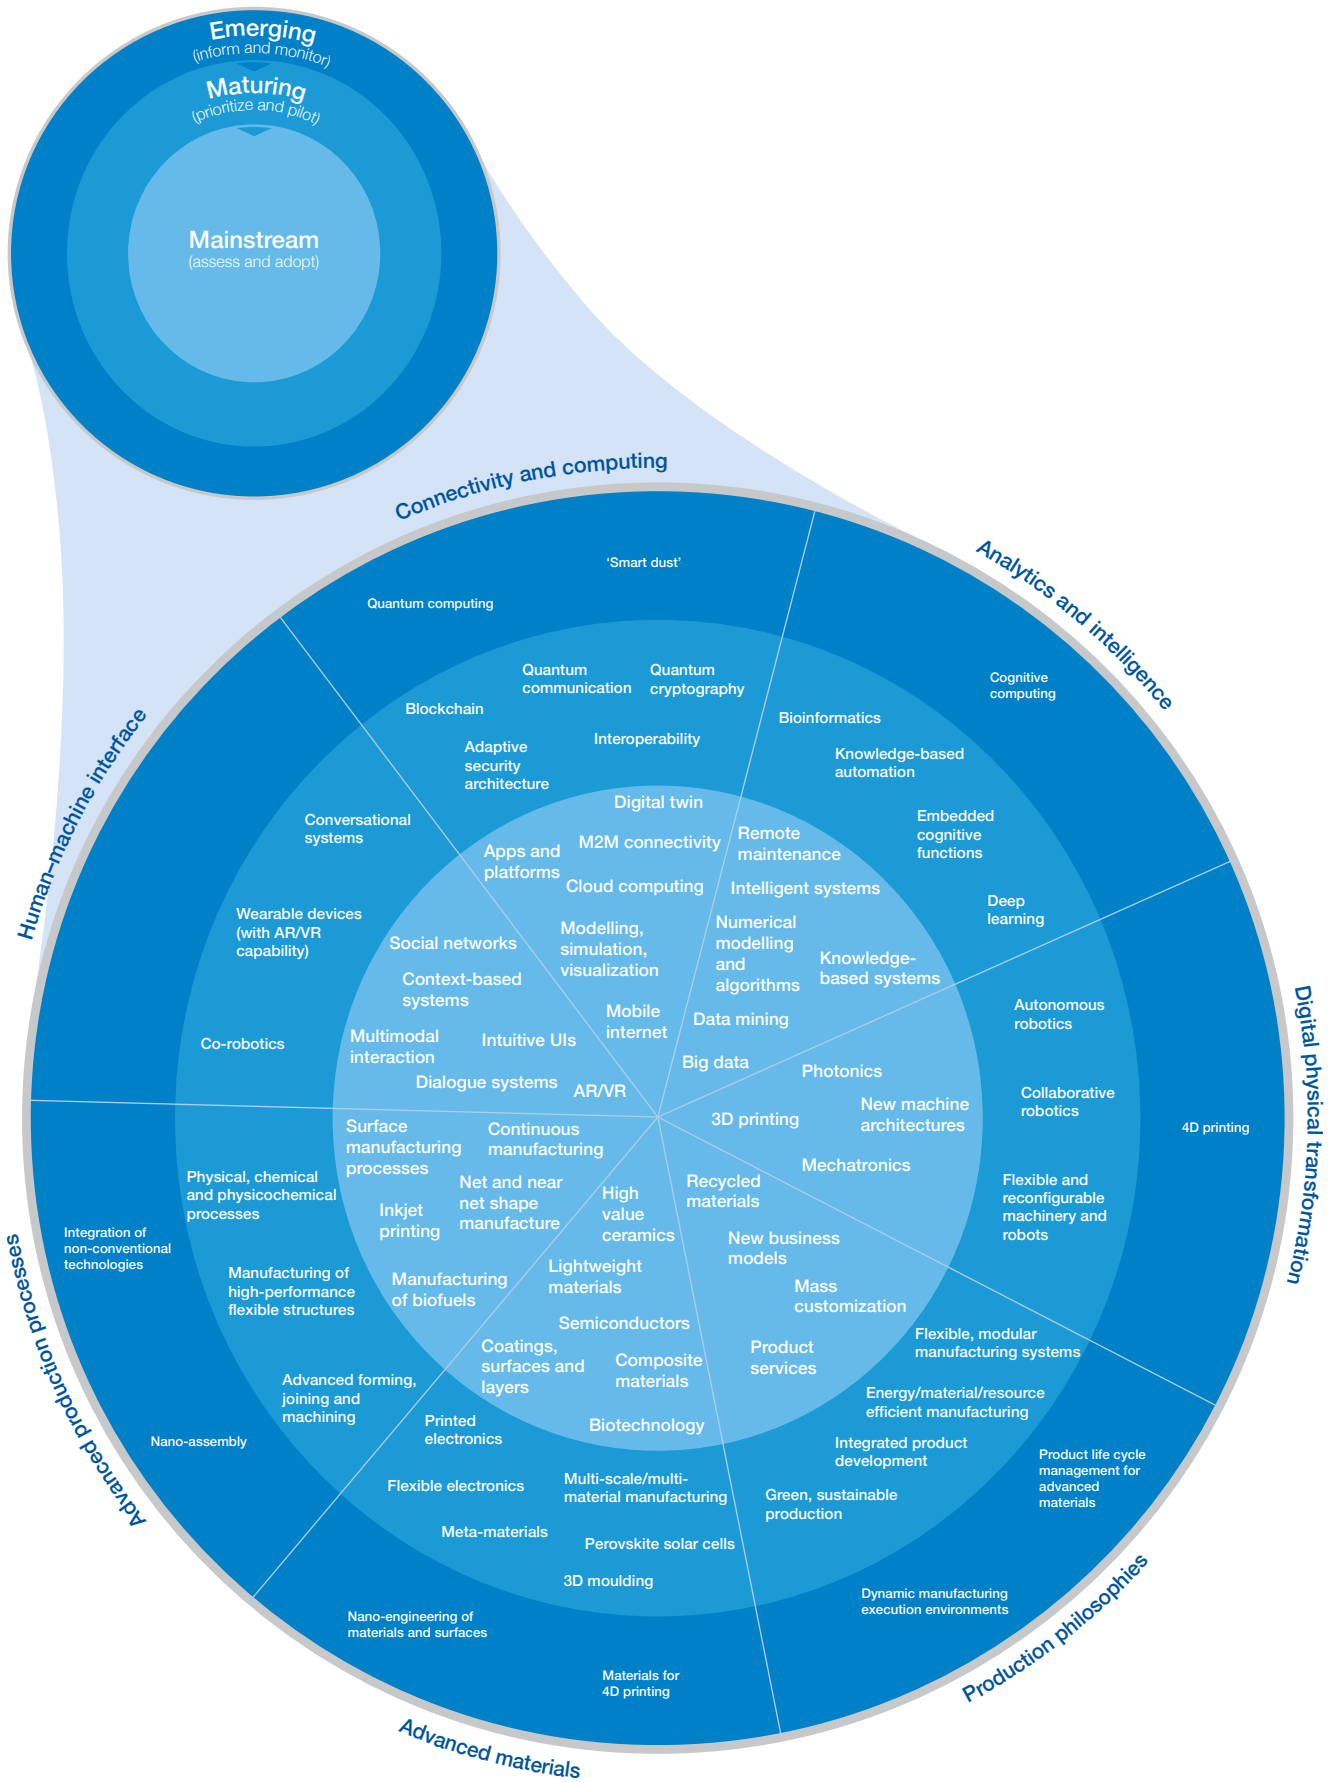 Emerging
(inform and monitor)
Maturing
(prioritize and pilot)
Mainstream
(assess and adopt)
Connectivity and computing
‘Smart dust’
Quantum computing
Quantum
communication
Quantum
cryptography
Blockchain
Interoperability
Adaptive
security
architecture
Digital twin
M2M connectivity
Apps and
platforms
Cloud computing
Modelling,
simulation,
visualization
Mobile
internet
Analytics and intelligence
Cognitive
computing
Bioinformatics
Knowledge-based
automation
Embedded
cognitive
functions
Deep
learning
Remote
maintenance
Intelligent systems
Numerical
modelling
and
algorithms
Knowledge-
based systems
Data mining
Big data
Digital physical transformation
4D printing
Autonomous
robotics
Collaborative
robotics
Flexible and
reconfigurable
machinery and
robots
Photonics
3D printing
New machine
architectures
Mechatronics
Production philosophies
Recycled
materials
New business
models
Mass
customization
Product
services
Flexible, modular
manufacturing systems
Energy/material/resource
efficient manufacturing
Integrated product
development
Green, sustainable
production
Product life cycle
management for
advanced
materials
Dynamic manufacturing
execution environments
Advanced materials
High
value
ceramics
Lightweight
materials
Semiconductors
Coatings,
surfaces and
layers
Composite
materials
Biotechnology
Printed
electronics
Flexible electronics
Multi-scale/multi-
material manufacturing
Meta-materials
Perovskite solar cells
3D moulding
Nano-engineering of
materials and surfaces
Materials for
4D printing
Advanced production processes
Surface
manufacturing
processes
Continuous
manufacturing
Net and near
net shape
manufacture
Inkjet
printing
Manufacturing
of biofuels
Physical, chemical
and physicochemical
processes
Manufacturing of
high-performance
flexible structures
Advanced forming,
joining and
machining
Integration of
non-conventional
technologies
Nano-assembly
Human–machine interface
Conversational
systems
Wearable devices
(with AR/VR
capability)
Co-robotics
Social networks
Context-based
systems
Multimodal
interaction
Intuitive UIs
Dialogue systems
AR/VR